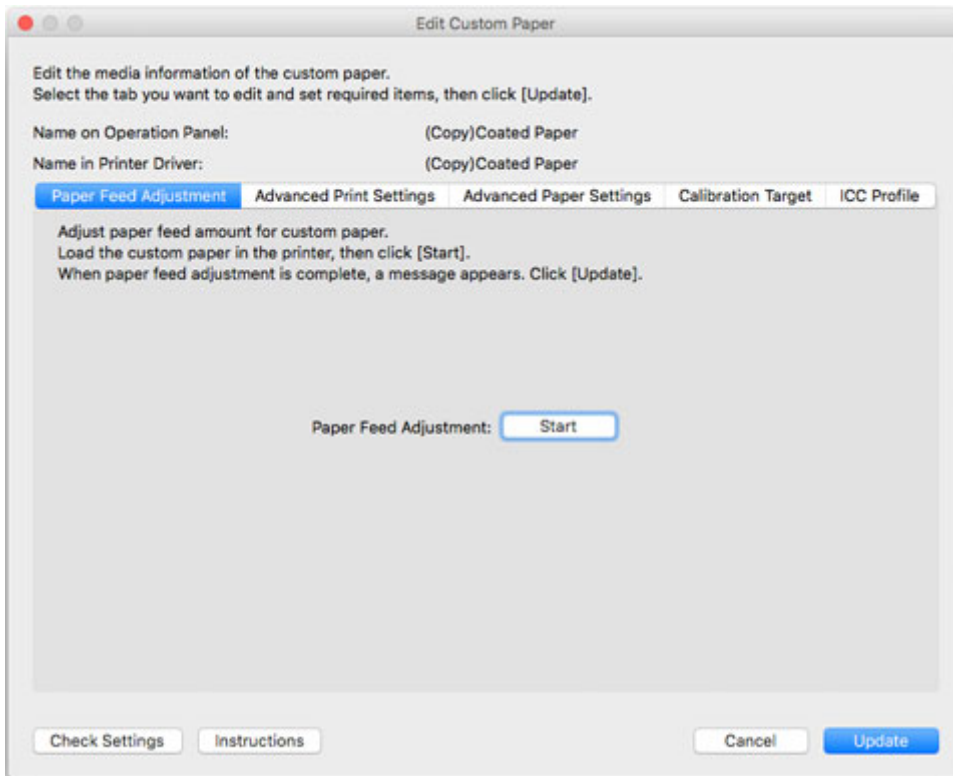 Edit Custom Paper
Edit the media information of the custom paper.
Select the tab you want to edit and set required items, then click [Update].
Name on Operation Panel: (Copy)Coated Paper
Name in Printer Driver: (Copy)Coated Paper
Paper Feed Adjustment Advanced Print Settings Advanced Paper Settings Calibration Target ICC Profile
Adjust paper feed amount for custom paper.
Load the custom paper in the printer, then click [Start].
When paper feed adjustment is complete, a message appears. Click [Update].
Paper Feed Adjustment: Start
Check Settings Instructions Cancel Update